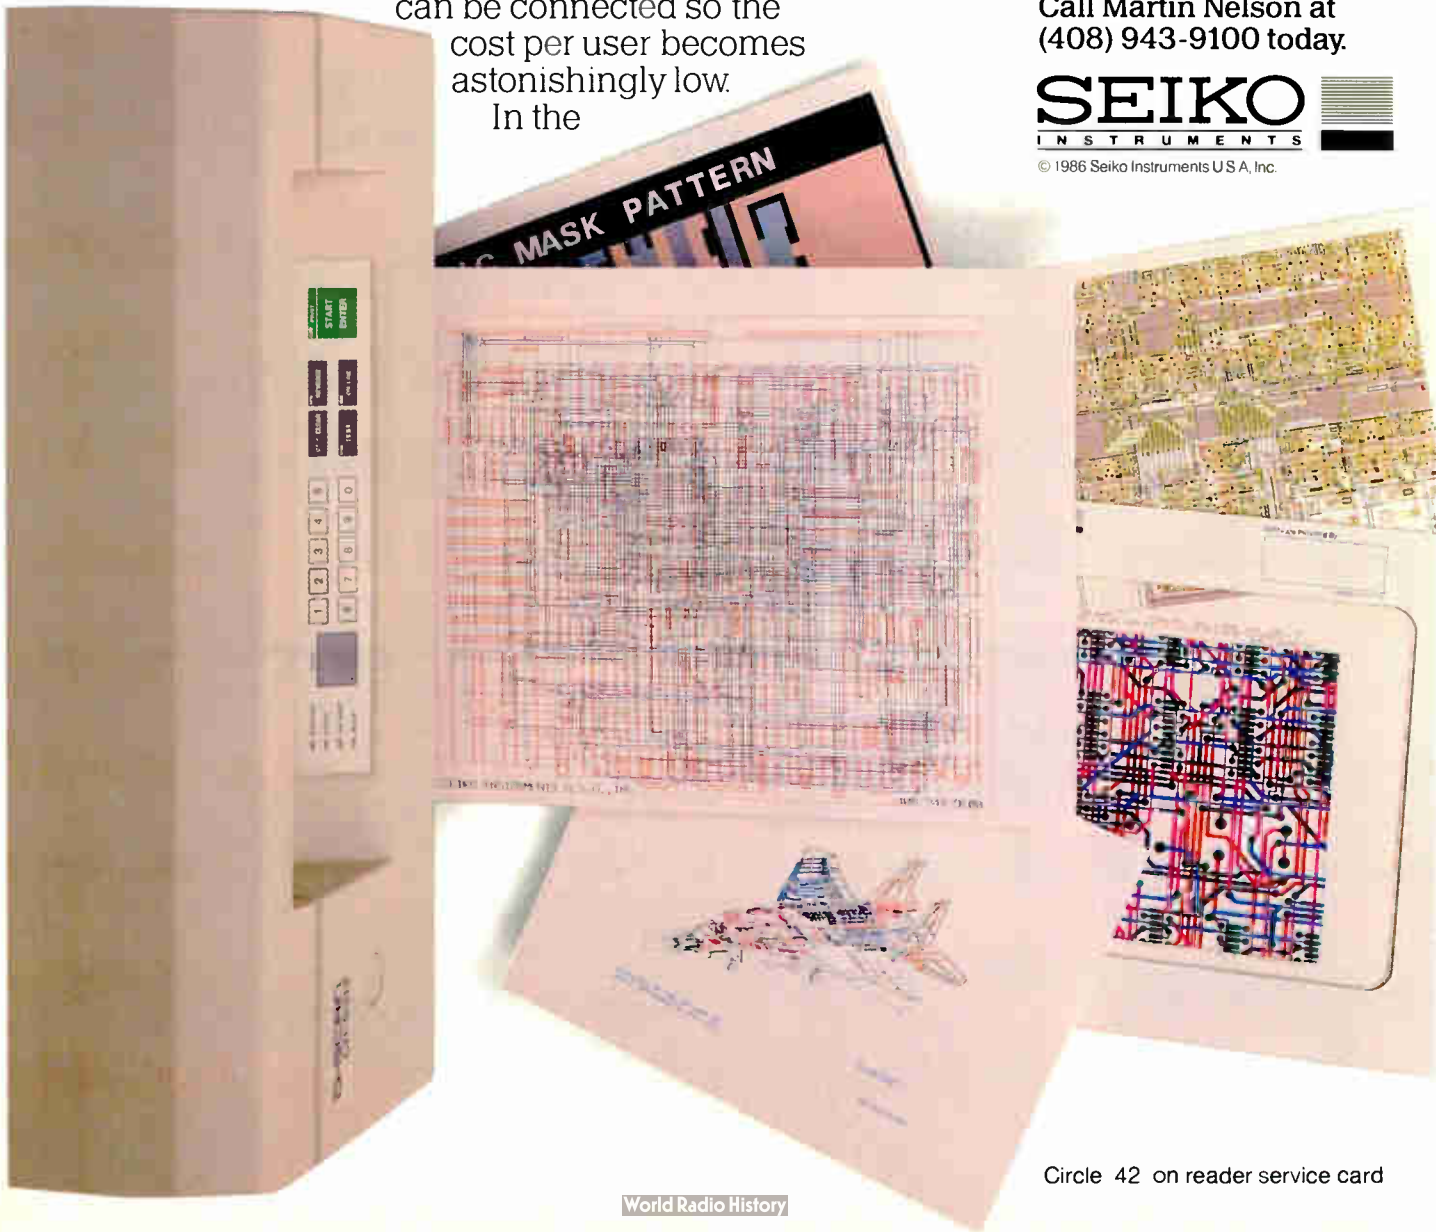 can be connected so the
cost per user becomes
astonishingly low.
In the
Call Martin Nelson at
(408) 943-9100 today.
SEIKO
INSTRUMENTS
© 1986 Seiko Instruments U S A, Inc.
MASK PATTERN
START
ENTER
CLEAR
1 2 3 4 5
6 7 8 9 0
Circle 42 on reader service card
World Radio History